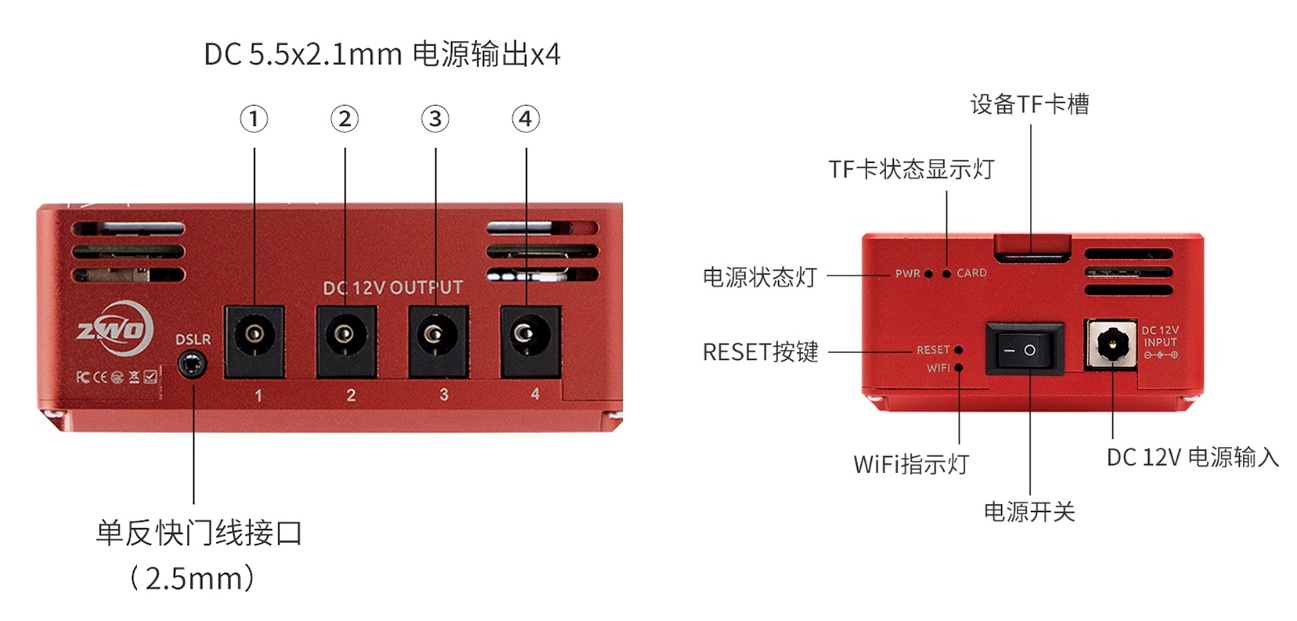 DC 5.5x2.1mm 电源输出x4
① ② ③ ④
DC 12V OUTPUT
ZWO
DSLR
FC CE
1 2 3 4
单反快门线接口
（2.5mm）
设备TF卡槽
TF卡状态显示灯
电源状态灯
PWR CARD
RESET按键
RESET
WIFI
DC 12V
INPUT
WiFi指示灯
DC 12V 电源输入
电源开关